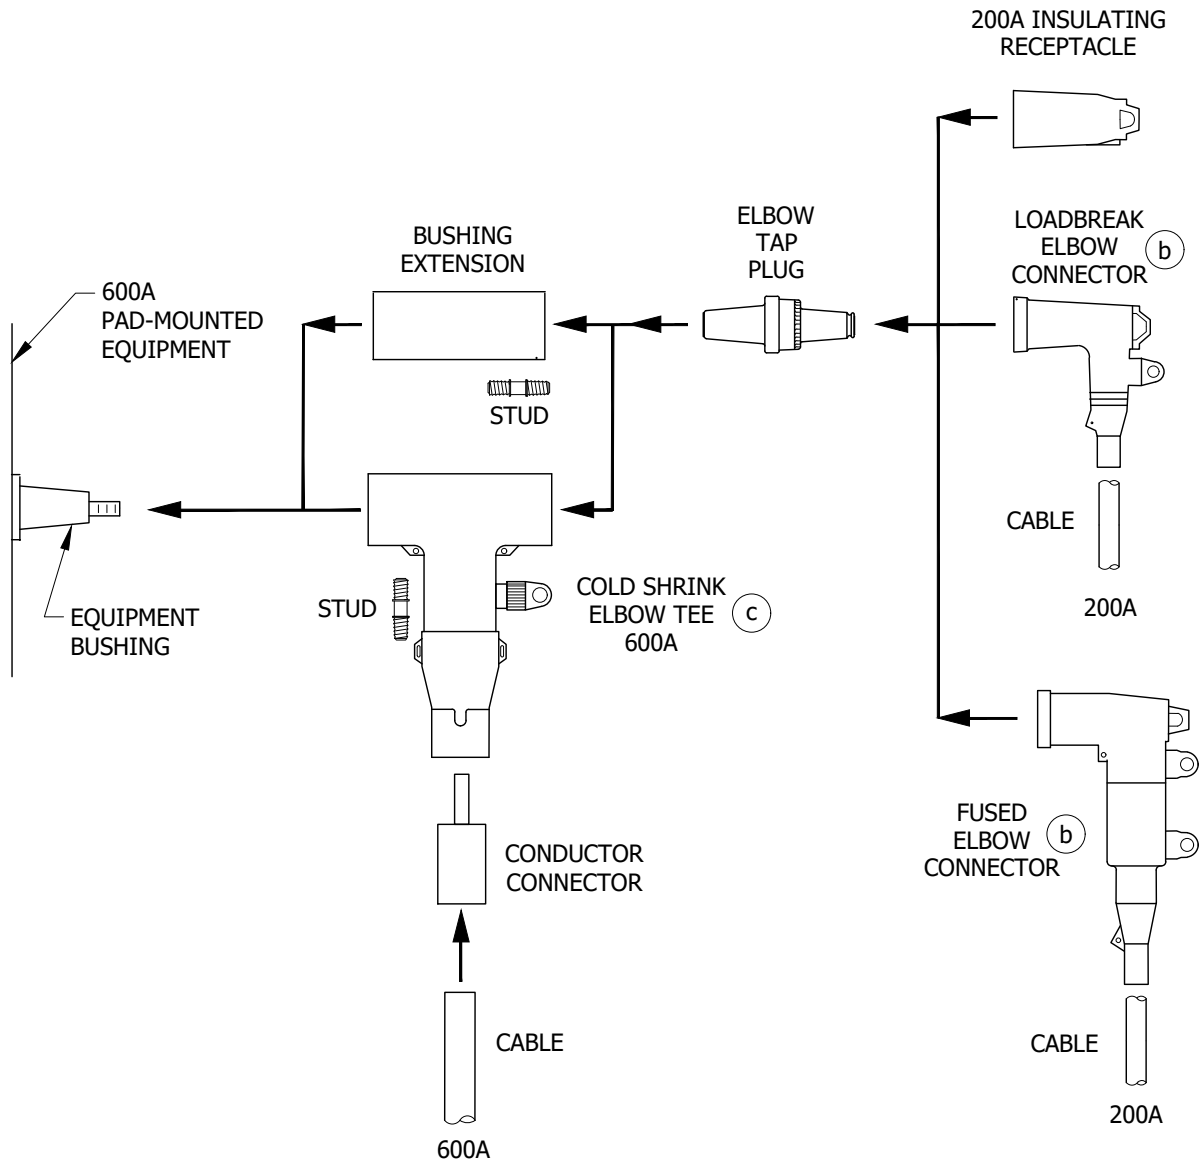 200A INSULATING
RECEPTACLE
ELBOW
TAP
PLUG
LOADBREAK
ELBOW
CONNECTOR
b
BUSHING
EXTENSION
600A
PAD-MOUNTED
EQUIPMENT
STUD
CABLE
200A
EQUIPMENT
BUSHING
STUD
COLD SHRINK
ELBOW TEE
600A
c
FUSED
ELBOW
CONNECTOR
b
CONDUCTOR
CONNECTOR
CABLE
600A
CABLE
200A